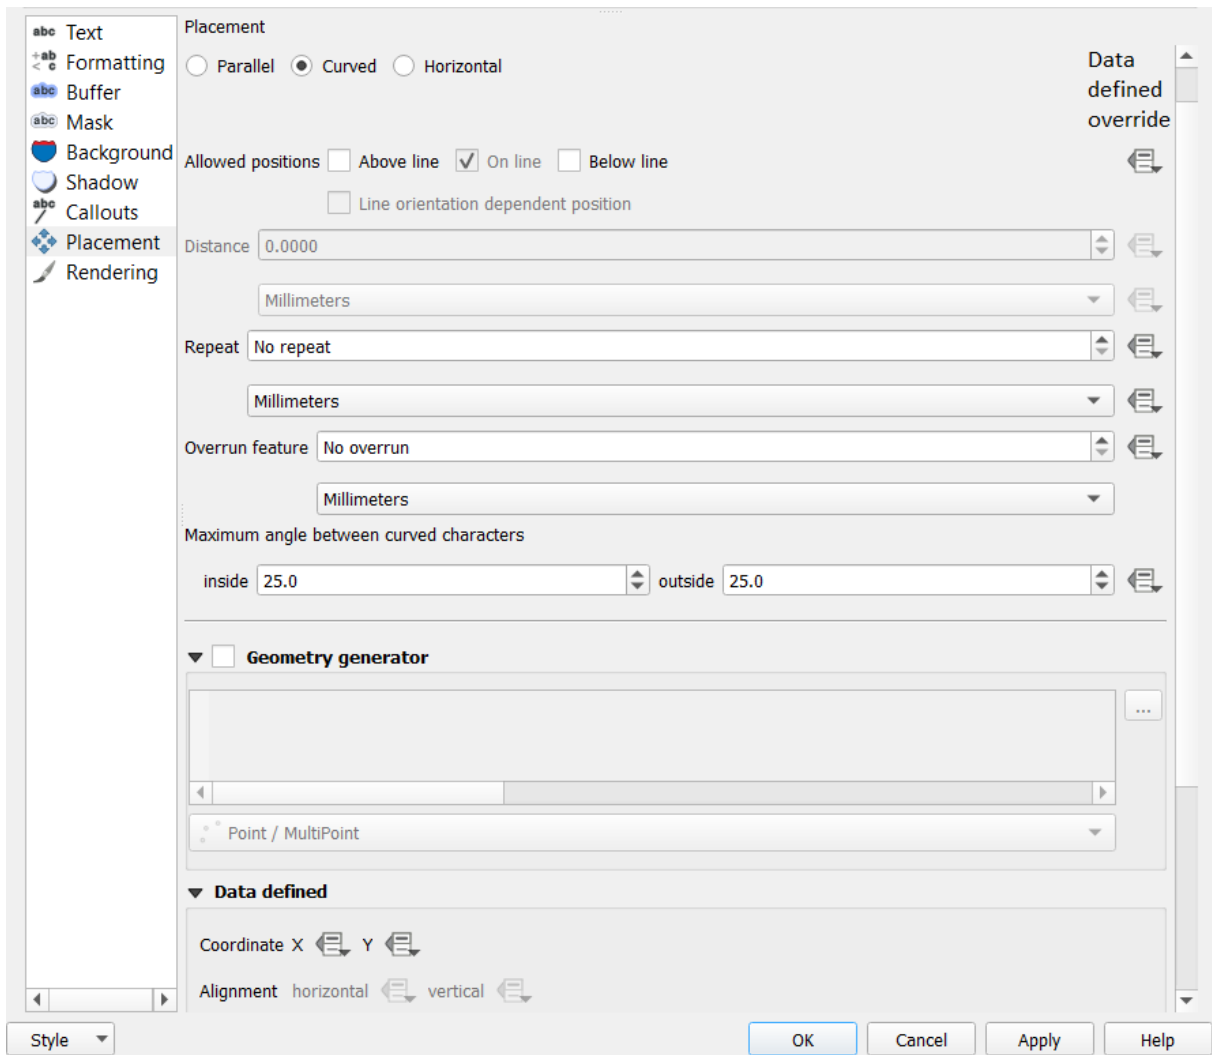 Placement
abc Text
+ab < c Formatting
abc Buffer
abc Mask
Background
Shadow
abc Callouts
Placement
Rendering
Parallel Curved Horizontal
Data
defined
override
Allowed positions Above line On line Below line
Line orientation dependent position
Distance 0.0000
Millimeters
Repeat No repeat
Millimeters
Overrun feature No overrun
Millimeters
Maximum angle between curved characters
inside 25.0 outside 25.0
Geometry generator
...
Point / MultiPoint
Data defined
Coordinate X Y
Alignment horizontal vertical
Style OK Cancel Apply Help